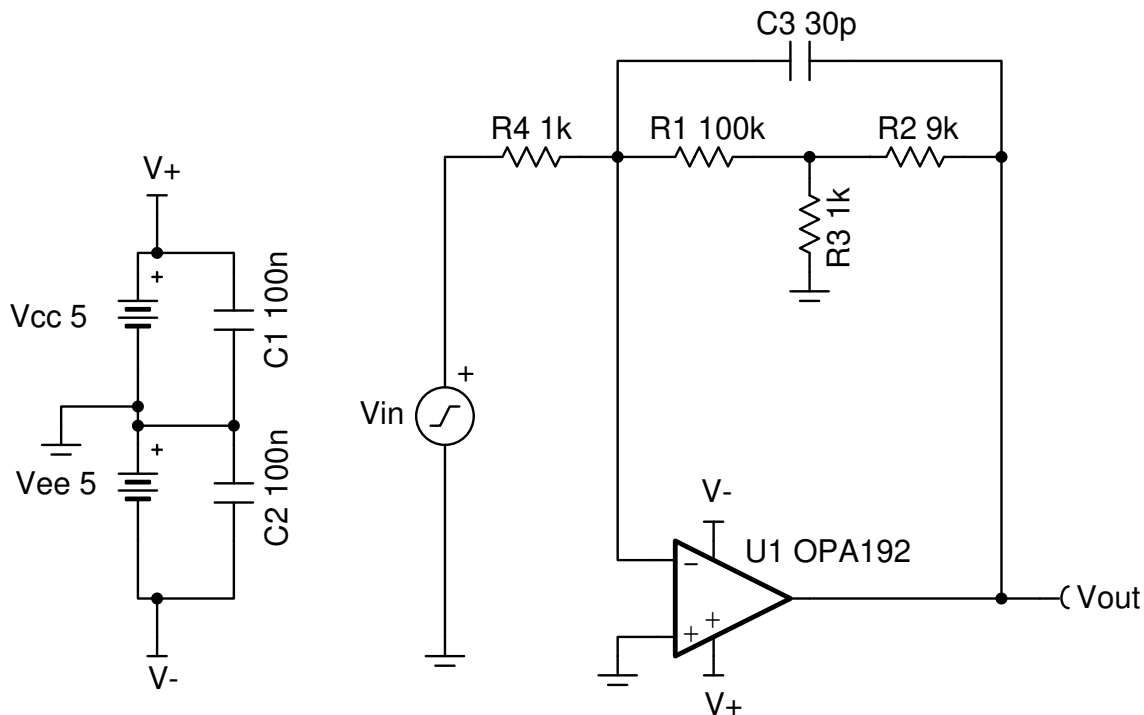 C3 30p
R4 1k
R1 100k
R2 9k
V+
R3 1k
+
Vcc 5
C1 100n
+
Vin
+
Vee 5
C2 100n
V-
U1 OPA192
−
+
+
Vout
V-
V+